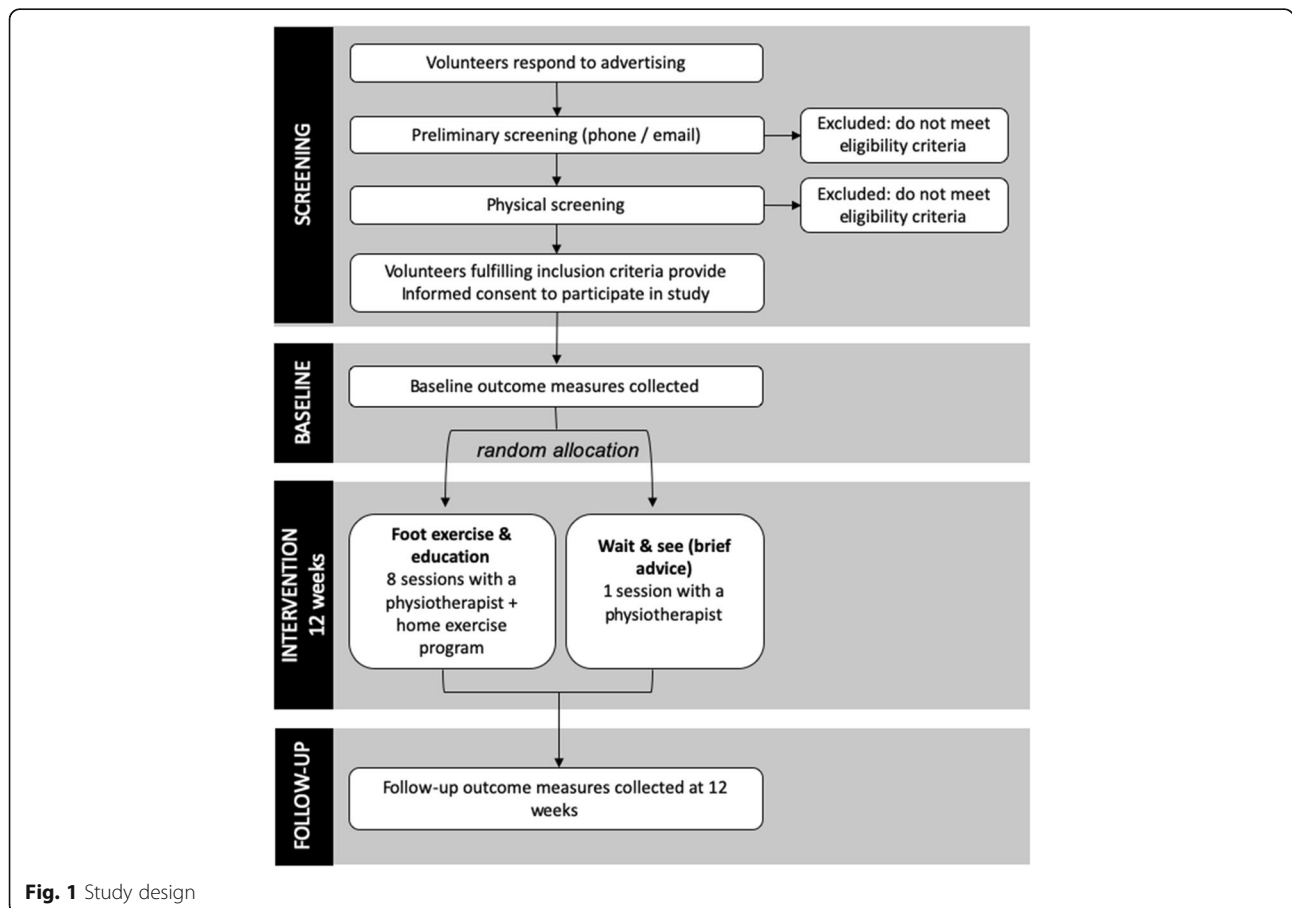 SCREENING
Volunteers respond to advertising
Preliminary screening (phone / email)
Excluded: do not meet
eligibility criteria
Physical screening
Excluded: do not meet
eligibility criteria
Volunteers fulfilling inclusion criteria provide
Informed consent to participate in study
BASELINE
Baseline outcome measures collected
random allocation
INTERVENTION
12 weeks
Foot exercise &
education
8 sessions with a
physiotherapist +
home exercise
program
Wait & see (brief
advice)
1 session with a
physiotherapist
FOLLOW-UP
Follow-up outcome measures collected at 12
weeks
Fig. 1 Study design